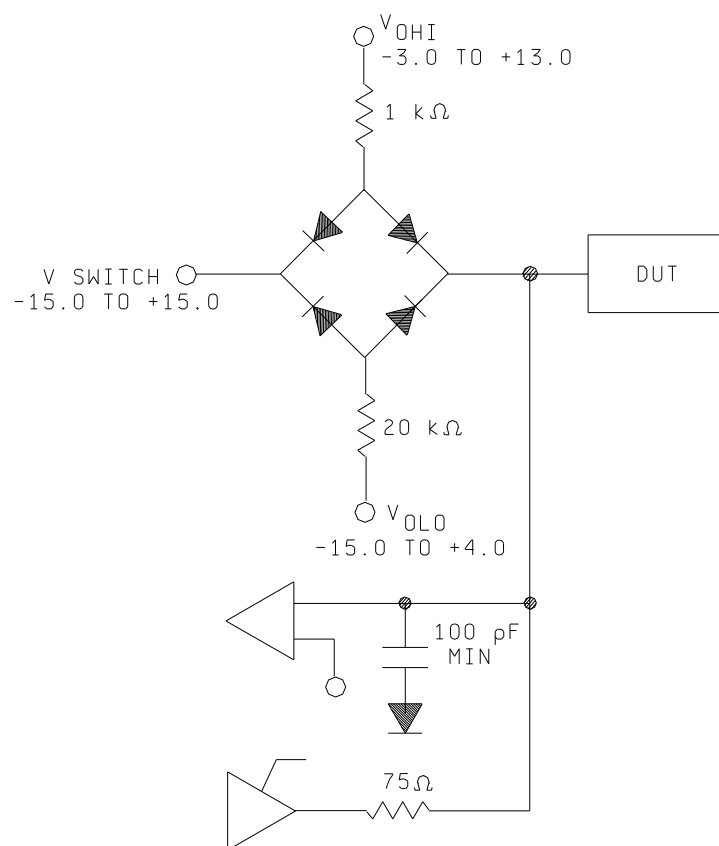 V OHI
-3.0 TO +13.0
1 kΩ
V SWITCH
-15.0 TO +15.0
DUT
20 kΩ
V OLO
-15.0 TO +4.0
100 pF
MIN
75Ω